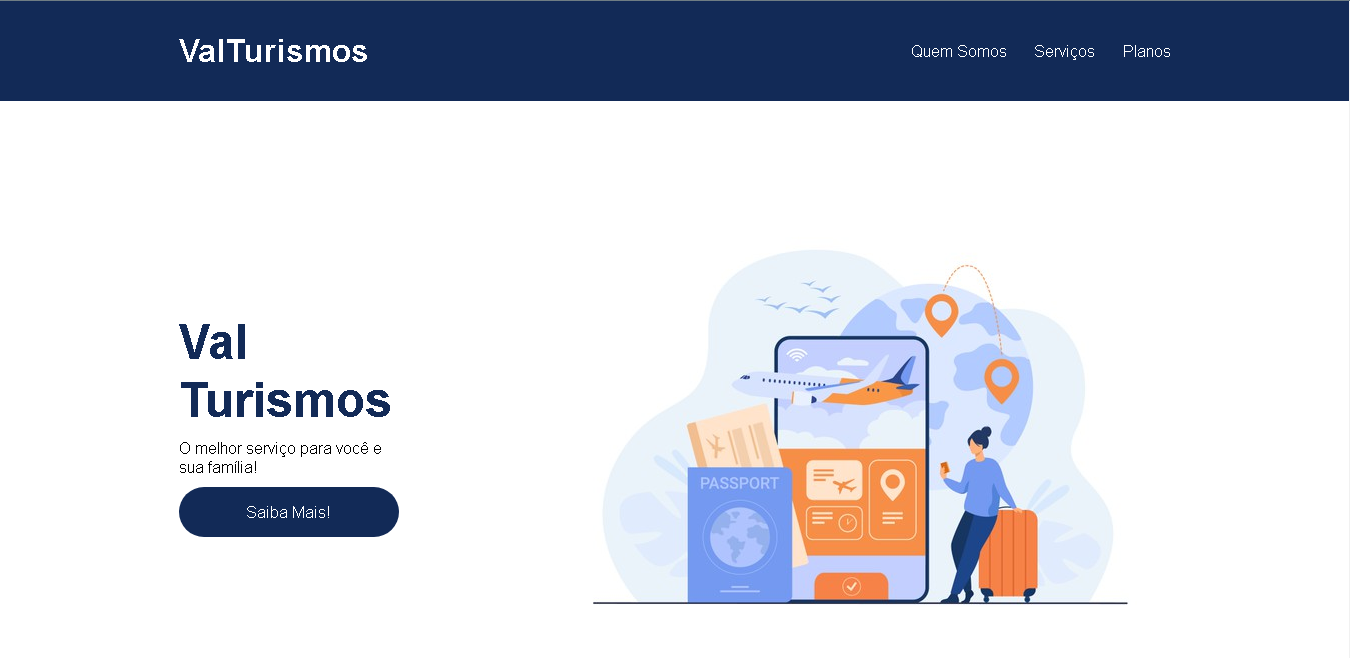 ValTurismos
Quem Somos Serviços Planos
Val
Turismos
O melhor serviço para você e
sua família!
Saiba Mais!
PASSPORT